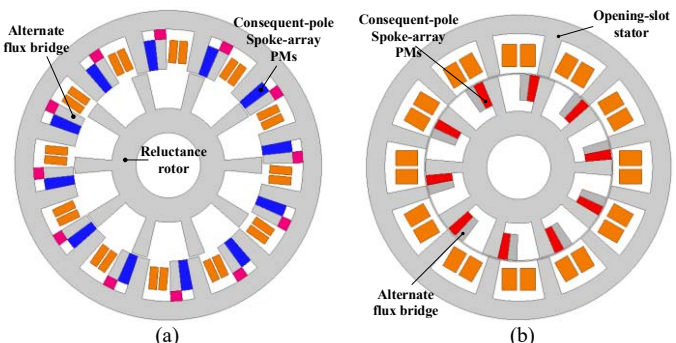 Alternate
flux bridge
Consequent-pole
Spoke-array
PMs
Reluctance
rotor
(a)
Consequent-pole
Spoke-array
PMs
Opening-slot
stator
Alternate
flux bridge
(b)